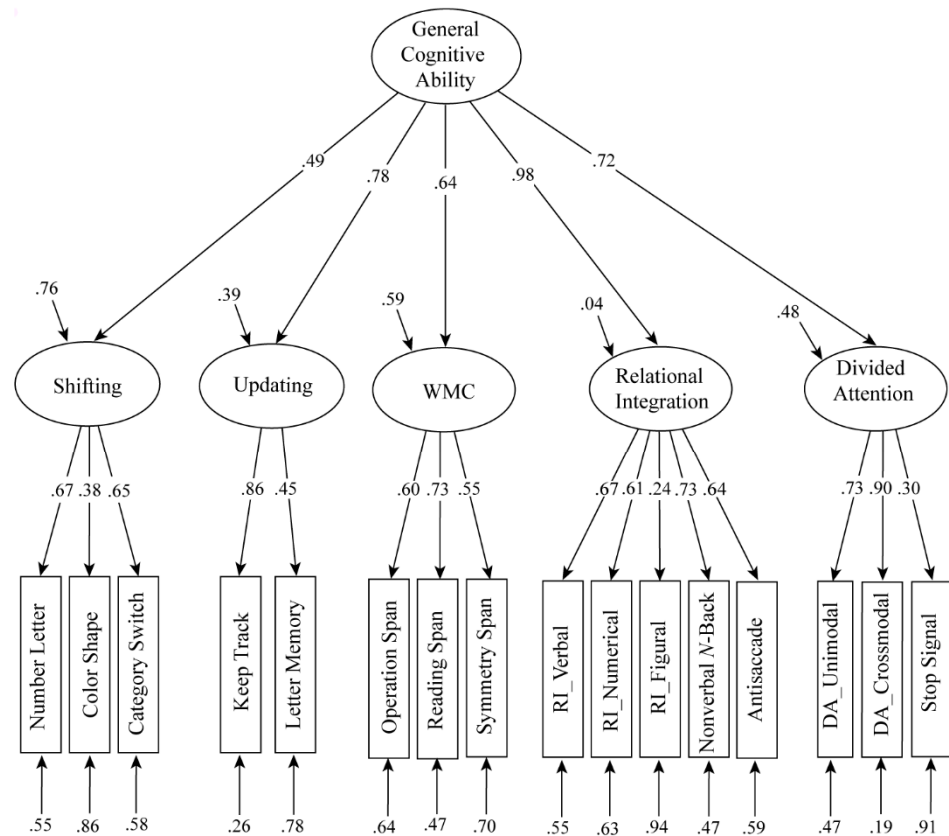 General
Cognitive
Ability
.49
.78
.64
.98
.72
.76
.39
.59
.04
.48
Shifting
Updating
WMC
Relational
Integration
Divided
Attention
.67 .38 .65
.86 .45
.60 .73 .55
.67 .61 .24 .73 .64
.73 .90 .30
Number Letter
Color Shape
Category Switch
Keep Track
Letter Memory
Operation Span
Reading Span
Symmetry Span
RI_Verbal
RI_Numerical
RI_Figural
Nonverbal N-Back
Antisaccade
DA_Unimodal
DA_Crossmodal
Stop Signal
.55 .86 .58 .26 .78 .64 .47 .70 .55 .63 .94 .47 .59 .47 .19 .91